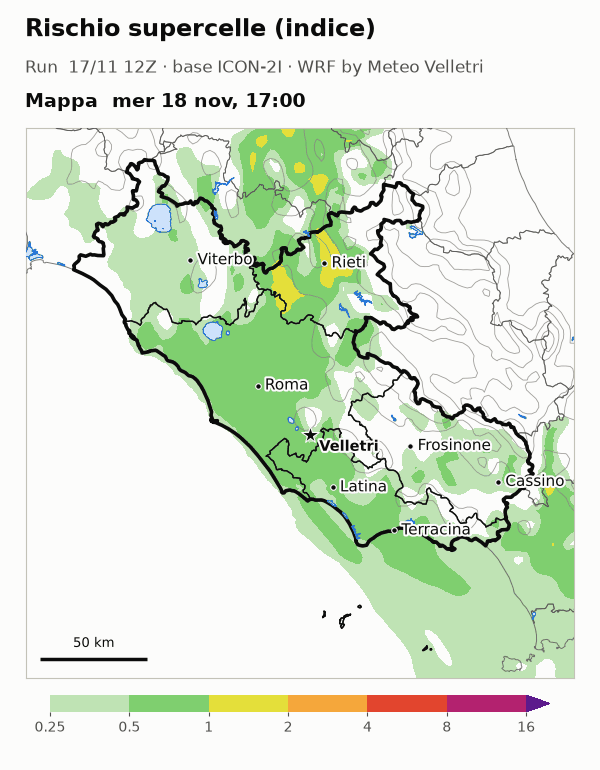 Rischio supercelle (indice)
Run  17/11 12Z · base ICON-2I · WRF by Meteo Velletri
Mappa  mer 18 nov, 17:00
Viterbo
Rieti
Roma
Velletri
Frosinone
Cassino
Latina
Terracina
50 km
0.25 0.5 1 2 4 8 16